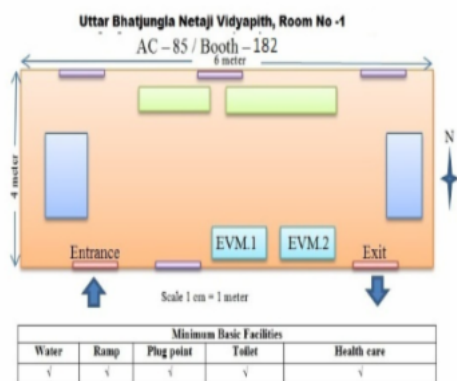 Uttar Bhatjungla Netaji Vidyapith, Room No -1
AC – 85 / Booth – 182
6 meter
4 meter
N
EVM.1 EVM.2
Entrance Exit
Scale 1 cm = 1 meter
Minimum Basic Facilities
Water Ramp Plug point Toilet Health care
√ √ √ √ √